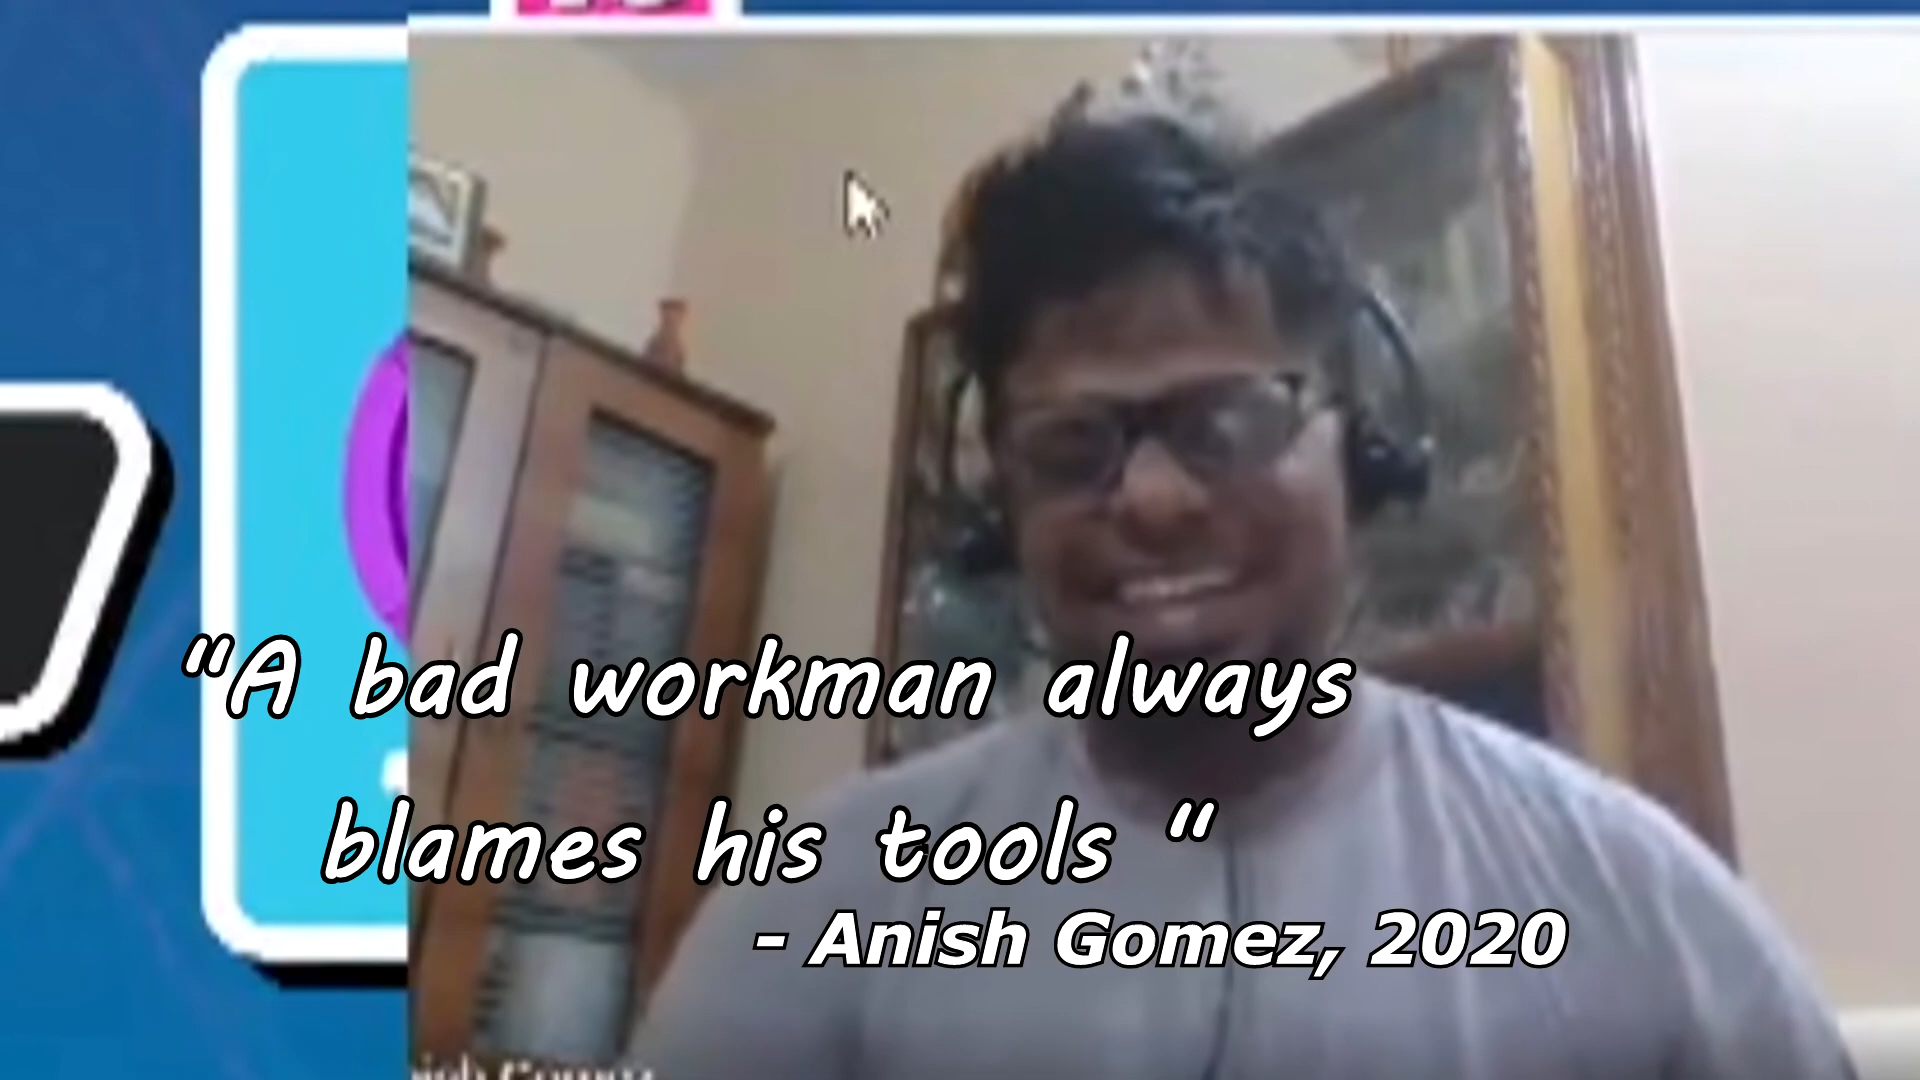 “A bad workman always
blames his tools “
- Anish Gomez, 2020